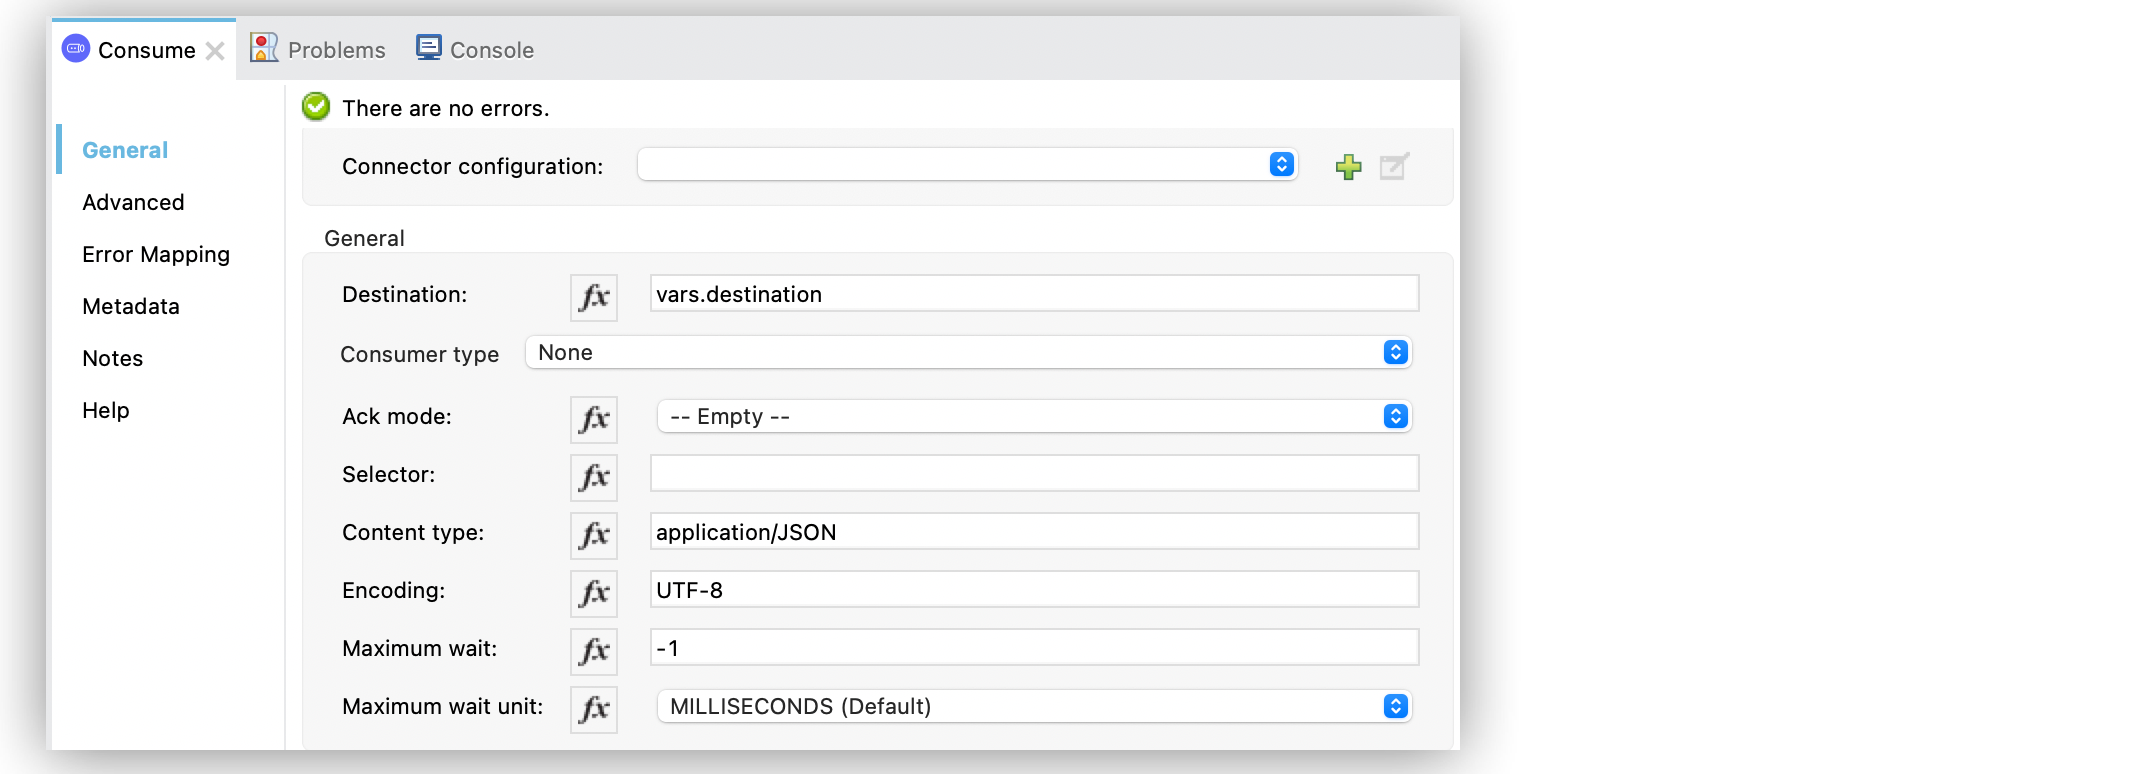 Consume
Problems
Console
There are no errors.
General
Advanced
Error Mapping
Metadata
Notes
Help
Connector configuration:
General
Destination: fx vars.destination
Consumer type None
Ack mode: fx -- Empty --
Selector: fx
Content type: fx application/JSON
Encoding: fx UTF-8
Maximum wait: fx -1
Maximum wait unit: fx MILLISECONDS (Default)